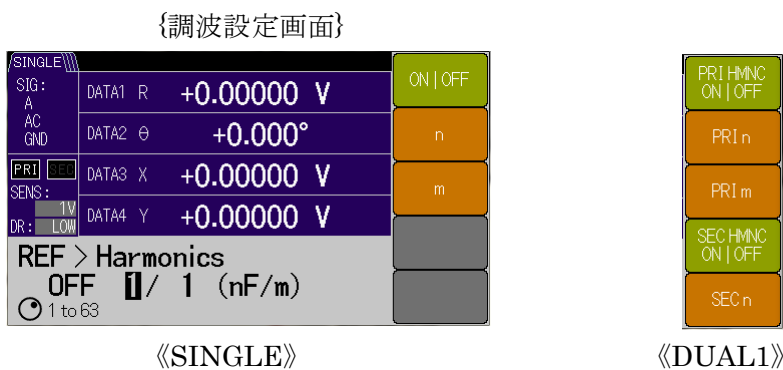 {調波設定画面}
SINGLE
SIG:
A
AC
GND
PRI SEC
SENS:
1V
DR: LOW
DATA1 R +0.00000 V
DATA2 θ +0.000°
DATA3 X +0.00000 V
DATA4 Y +0.00000 V
REF > Harmonics
OFF 1/ 1 (nF/m)
1 to 63
ON|OFF
n
m
《SINGLE》
PRI HMNC
ON|OFF
PRI n
PRI m
SEC HMNC
ON|OFF
SEC n
《DUAL1》